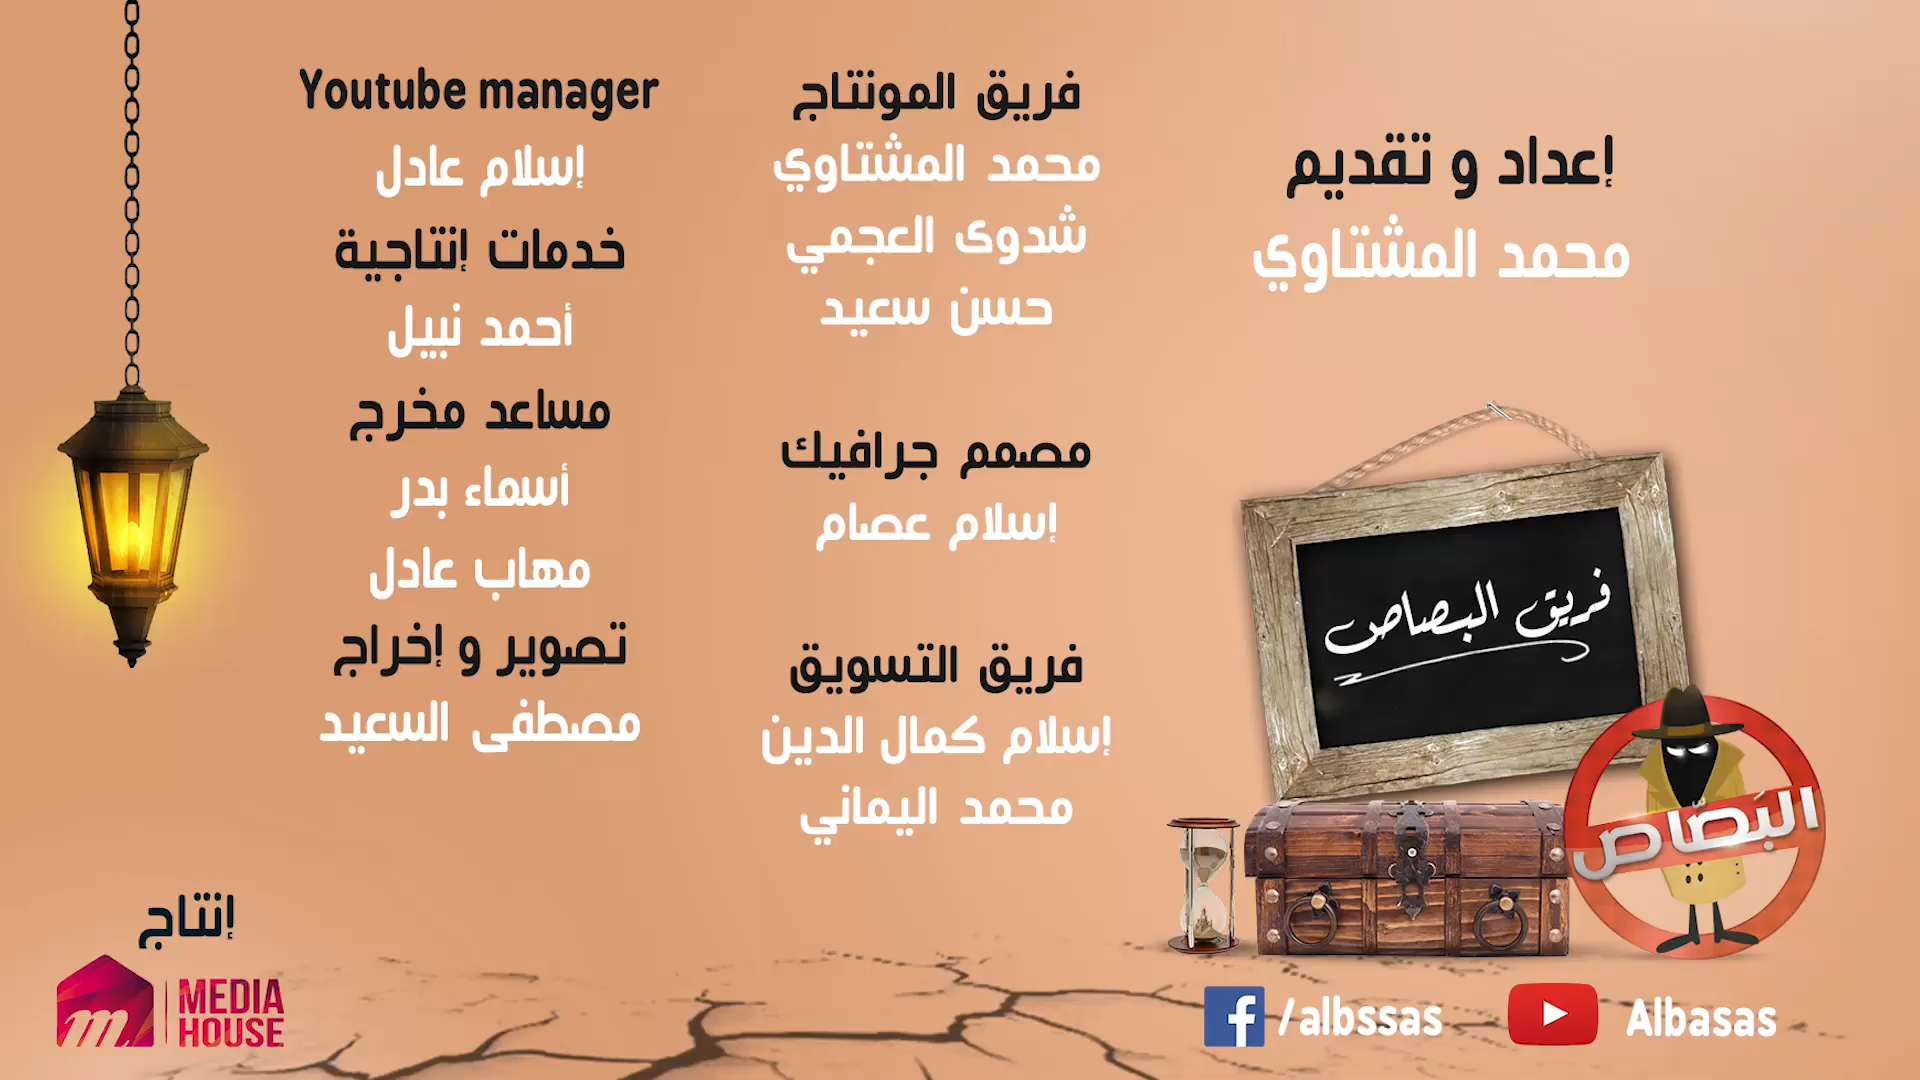 إعداد و تقديم
محمد المشتاوي
فريق المونتاج
محمد المشتاوي
شدوى العجمي
حسن سعيد
مصمم جرافيك
إسلام عصام
فريق التسويق
إسلام كمال الدين
محمد اليماني
Youtube manager
إسلام عادل
خدمات إنتاجية
أحمد نبيل
مساعد مخرج
أسماء بدر
مهاب عادل
تصوير و إخراج
مصطفى السعيد
فريق البصاص
البَصّاص
إنتاج
m
MEDIA
HOUSE
f /albssas
Albasas